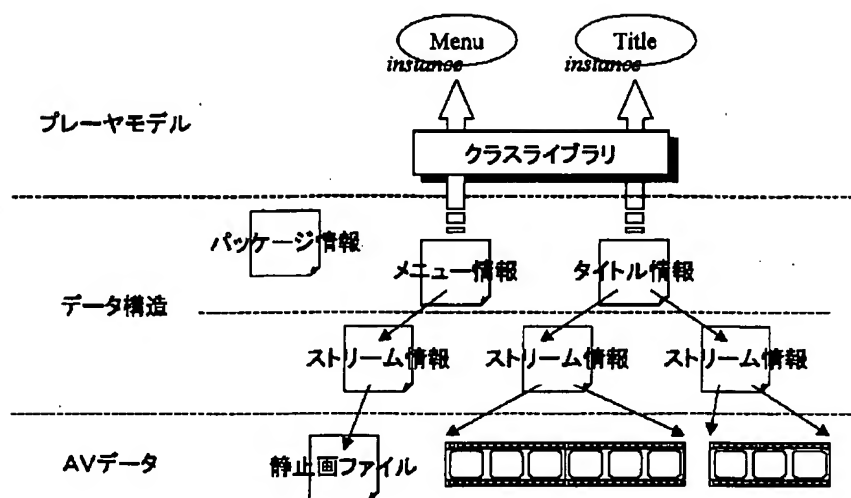 Menu
Title
instance
instance
プレーヤモデル
クラスライブラリ
パッケージ情報
メニュー情報
タイトル情報
データ構造
ストリーム情報
ストリーム情報
ストリーム情報
AVデータ
静止画ファイル